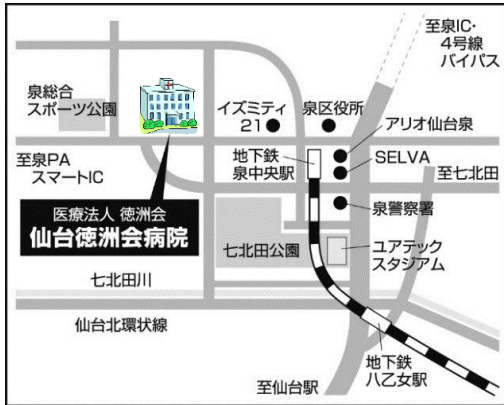 至泉IC・
4号線
バイパス
泉総合
スポーツ公園
イズミティ
21
泉区役所
アリオ仙台泉
至泉PA
スマートIC
地下鉄
泉中央駅
SELVA
至七北田
医療法人 徳洲会
仙台徳洲会病院
泉警察署
七北田公園
ユアテック
スタジアム
七北田川
仙台北環状線
地下鉄
八乙女駅
至仙台駅